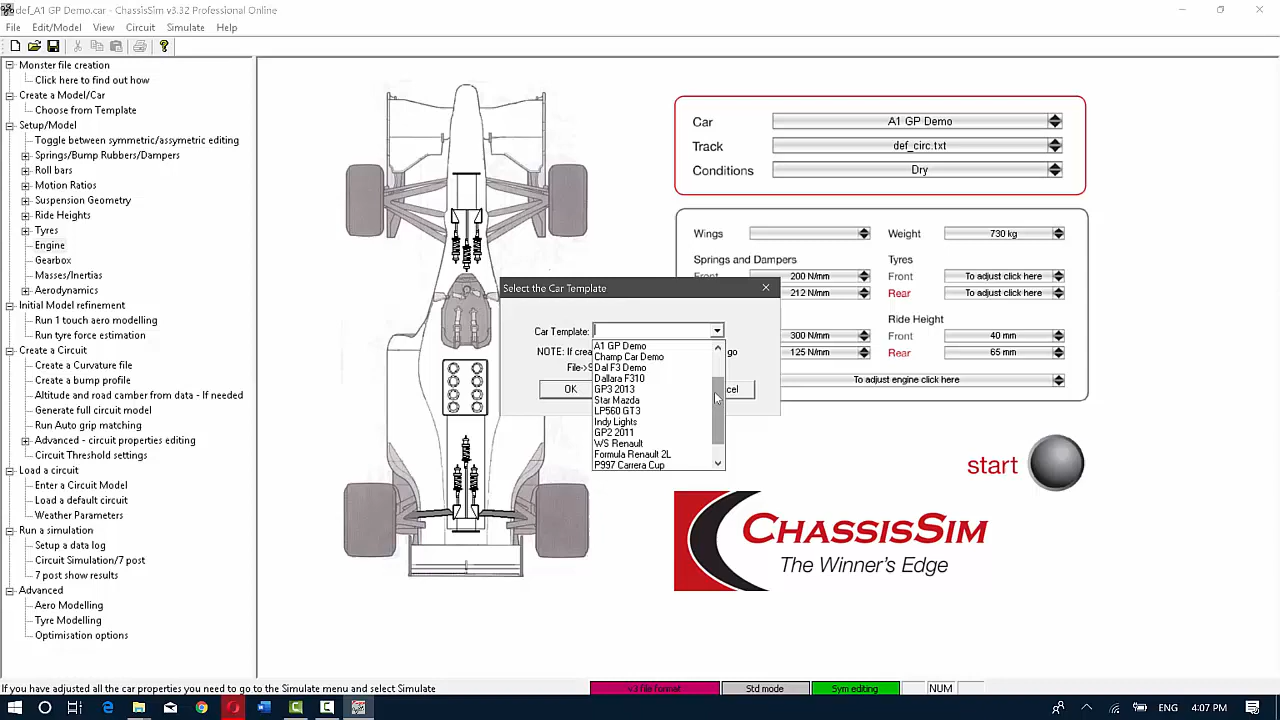 def_A1 GP Demo.car - ChassisSim v3.32 Professional Online
File Edit/Model View Circuit Simulate Help
Monster file creation
Click here to find out how
Create a Model/Car
Choose from Template
Setup/Model
Toggle between symmetric/assymetric editing
Springs/Bump Rubbers/Dampers
Roll bars
Motion Ratios
Suspension Geometry
Ride Heights
Tyres
Engine
Gearbox
Masses/Inertias
Aerodynamics
Initial Model refinement
Run 1 touch aero modelling
Run tyre force estimation
Create a Circuit
Create a Curvature file
Create a bump profile
Altitude and road camber from data - If needed
Generate full circuit model
Run Auto grip matching
Advanced - circuit properties editing
Circuit Threshold settings
Load a circuit
Enter a Circuit Model
Load a default circuit
Weather Parameters
Run a simulation
Setup a data log
Circuit Simulation/7 post
7 post show results
Advanced
Aero Modelling
Tyre Modelling
Optimisation options
Car A1 GP Demo
Track def_circ.txt
Conditions Dry
Wings Weight 730 kg
Springs and Dampers Tyres
Front 200 N/mm Front To adjust click here
212 N/mm Rear To adjust click here
Ride Height
300 N/mm Front 40 mm
125 N/mm Rear 65 mm
To adjust engine click here
Select the Car Template
Car Template:
NOTE: If crea go
File->S
OK cel
A1 GP Demo
Champ Car Demo
Dal F3 Demo
Dallara F310
GP3 2013
Star Mazda
LP560 GT3
Indy Lights
GP2 2011
WS Renault
Formula Renault 2L
P997 Carrera Cup
start
CHASSISSIM
The Winner's Edge
If you have adjusted all the car properties you need to go to the Simulate menu and select Simulate
v3 file format Std mode Sym editing NUM
ENG 4:07 PM